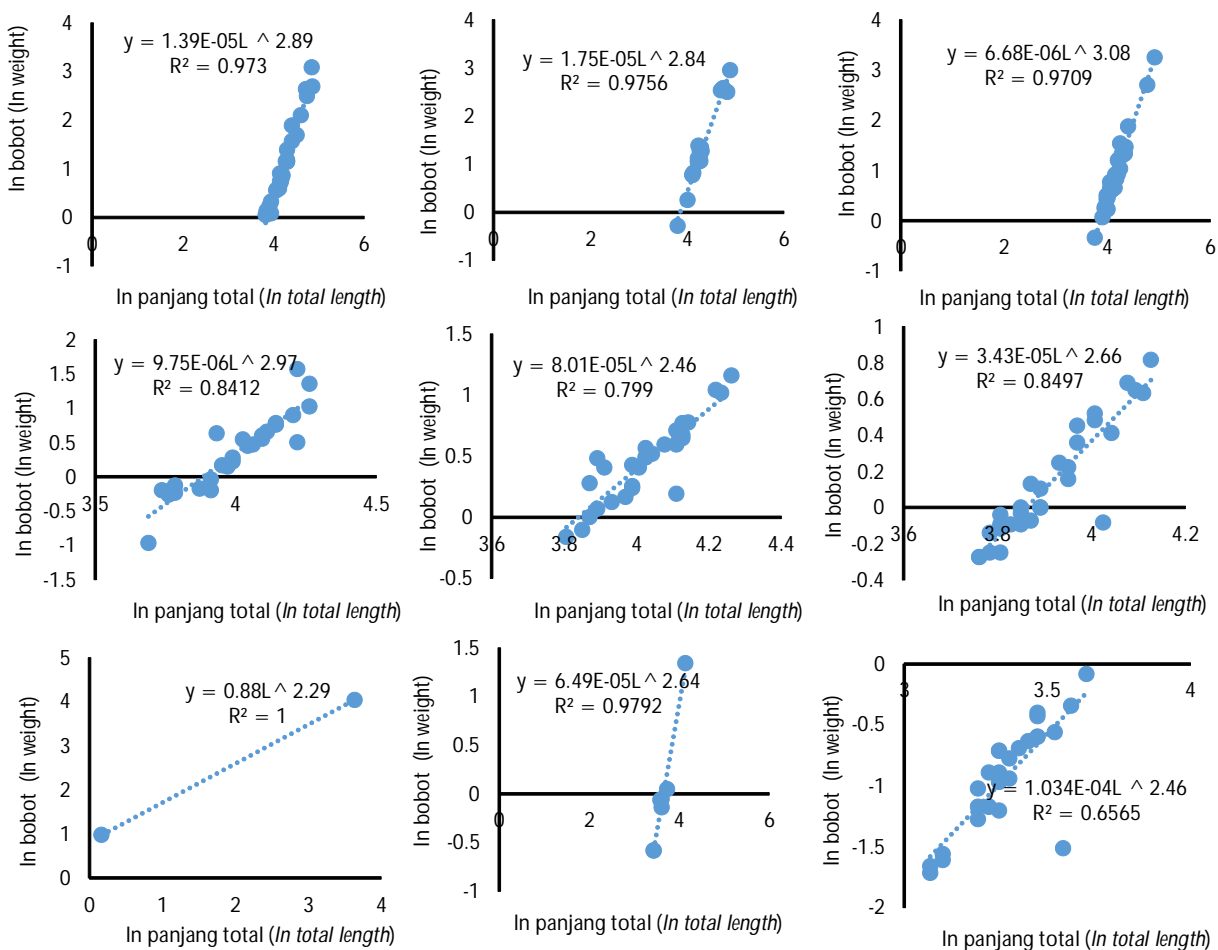 4
3
2
1
0
-1
0
2
4
6
y = 1.39E-05L ^ 2.89
R² = 0.973
ln bobot (ln weight)
ln panjang total (ln total length)
4
3
2
1
0
-1
0
2
4
6
y = 1.75E-05L ^ 2.84
R² = 0.9756
ln bobot (ln weight)
ln panjang total (ln total length)
4
3
2
1
0
-1
0
2
4
6
y = 6.68E-06L ^ 3.08
R² = 0.9709
ln bobot (ln weight)
ln panjang total (ln total length)
2
1.5
1
0.5
0
-0.5
-1
-1.5
3.5
4
4.5
y = 9.75E-06L ^ 2.97
R² = 0.8412
ln bobot (ln weight)
ln panjang total (ln total length)
1.5
1
0.5
0
-0.5
3.6
3.8
4
4.2
4.4
y = 8.01E-05L ^ 2.46
R² = 0.799
ln bobot (ln weight)
ln panjang total (ln total length)
1
0.8
0.6
0.4
0.2
0
-0.2
-0.4
3.6
3.8
4
4.2
y = 3.43E-05L ^ 2.66
R² = 0.8497
ln bobot (ln weight)
ln panjang total (ln total length)
5
4
3
2
1
0
0
1
2
3
4
y = 0.88L ^ 2.29
R² = 1
ln bobot (ln weight)
ln panjang total (ln total length)
1.5
1
0.5
0
-0.5
-1
0
2
4
6
y = 6.49E-05L ^ 2.64
R² = 0.9792
ln bobot (ln weight)
ln panjang total (ln total length)
0
-0.5
-1
-1.5
-2
3
3.5
4
y = 1.034E-04L ^ 2.46
R² = 0.6565
ln bobot (ln weight)
ln panjang total (ln total length)